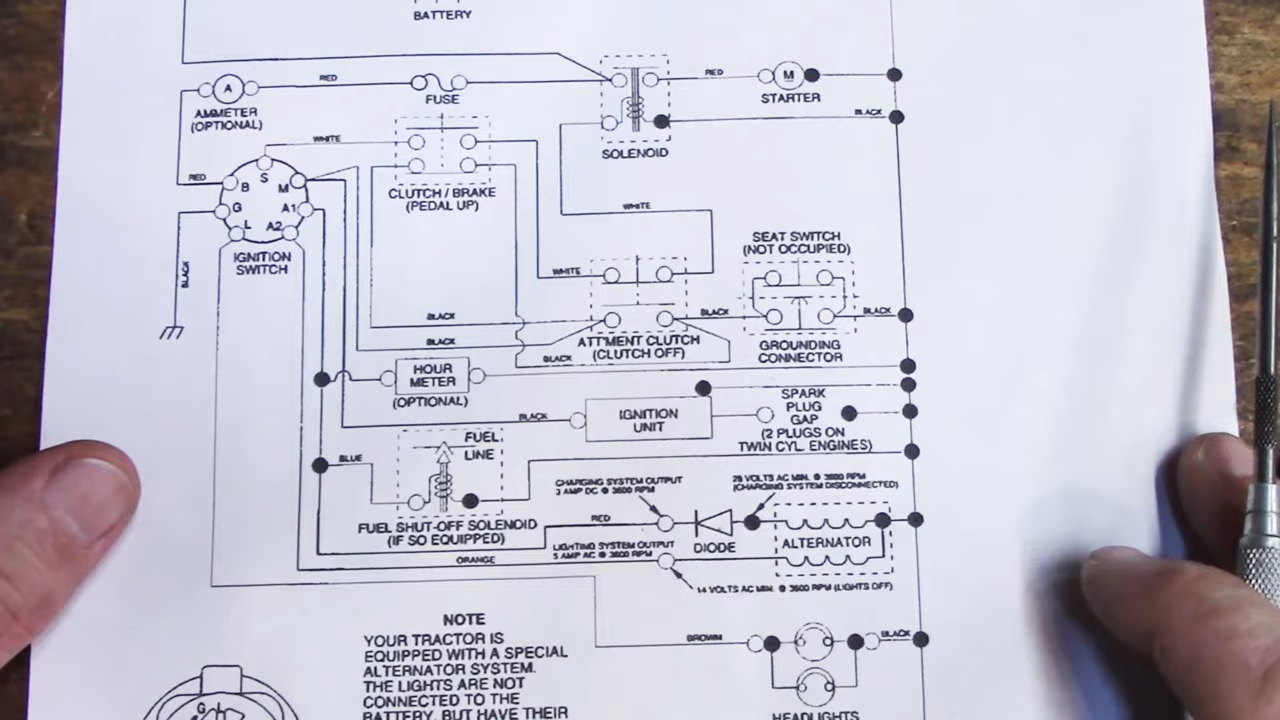 BATTERY
RED
FUSE
A
AMMETER
(OPTIONAL)
RED
M
STARTER
BLACK
SOLENOID
WHITE
CLUTCH / BRAKE
(PEDAL UP)
RED
S
B
M
G
A1
L
A2
IGNITION
SWITCH
BLACK
WHITE
WHITE
SEAT SWITCH
(NOT OCCUPIED)
BLACK
BLACK
BLACK
BLACK
BLACK
ATT'MENT CLUTCH
(CLUTCH OFF)
GROUNDING
CONNECTOR
HOUR
METER
(OPTIONAL)
BLACK
IGNITION
UNIT
SPARK
PLUG
GAP
(2 PLUGS ON
TWIN CYL. ENGINES)
FUEL
LINE
BLUE
FUEL SHUT-OFF SOLENOID
(IF SO EQUIPPED)
CHARGING SYSTEM OUTPUT
3 AMP DC @ 3600 RPM
28 VOLTS AC MIN. @ 3600 RPM
(CHARGING SYSTEM DISCONNECTED)
RED
DIODE
ALTERNATOR
LIGHTING SYSTEM OUTPUT
5 AMP AC @ 3600 RPM
ORANGE
14 VOLTS AC MIN. @ 3600 RPM (LIGHTS OFF)
BROWN
BLACK
HEADLIGHTS
NOTE
YOUR TRACTOR IS
EQUIPPED WITH A SPECIAL
ALTERNATOR SYSTEM.
THE LIGHTS ARE NOT
CONNECTED TO THE
BATTERY, BUT HAVE THEIR
G